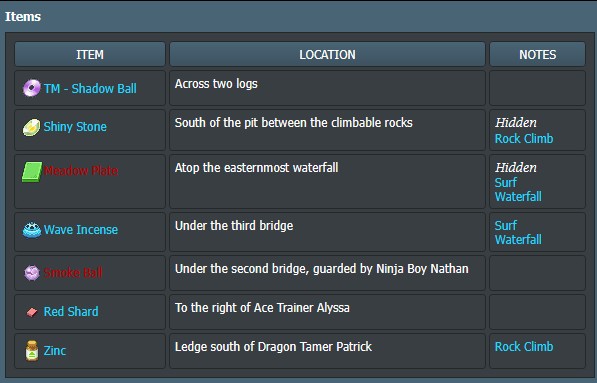 Items
ITEM LOCATION NOTES
TM - Shadow Ball Across two logs
Shiny Stone South of the pit between the climbable rocks Hidden
Rock Climb
Meadow Plate Atop the easternmost waterfall Hidden
Surf
Waterfall
Wave Incense Under the third bridge Surf
Waterfall
Smoke Ball Under the second bridge, guarded by Ninja Boy Nathan
Red Shard To the right of Ace Trainer Alyssa
Zinc Ledge south of Dragon Tamer Patrick Rock Climb